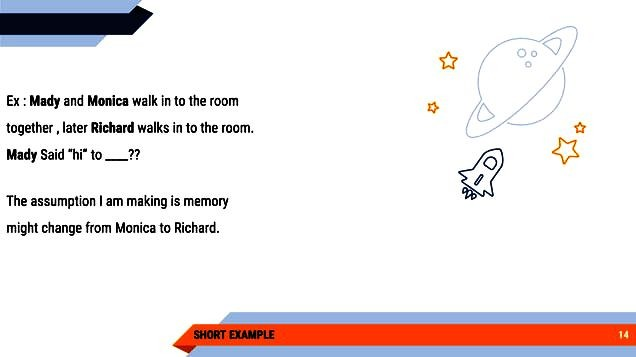 Ex : Mady and Monica walk in to the room
together , later Richard walks in to the room.
Mady Said "hi" to ____??
The assumption I am making is memory
might change from Monica to Richard.
SHORT EXAMPLE
14